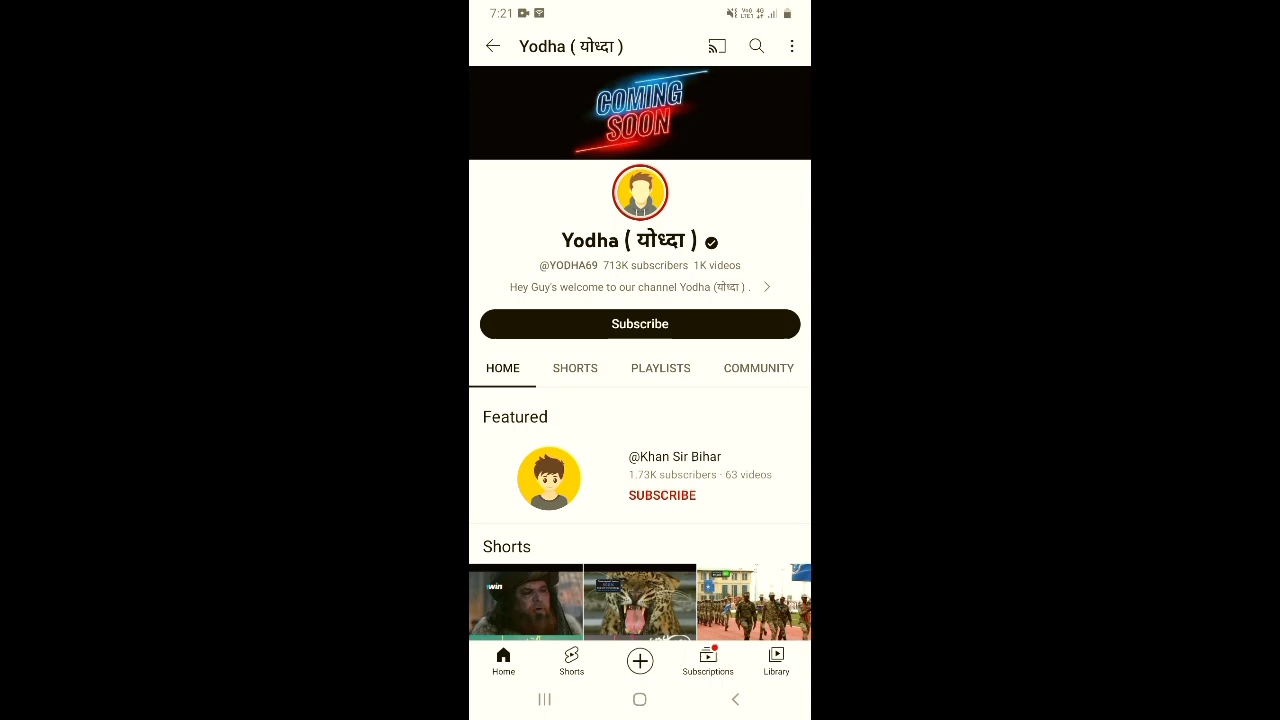 7:21
Yodha ( योध्दा )
COMING
SOON
Yodha ( योध्दा )
@YODHA69 713K subscribers 1K videos
Hey Guy's welcome to our channel Yodha (योध्दा ) .
Subscribe
HOME SHORTS PLAYLISTS COMMUNITY
Featured
@Khan Sir Bihar
1.73K subscribers · 63 videos
SUBSCRIBE
Shorts
Home Shorts Subscriptions Library